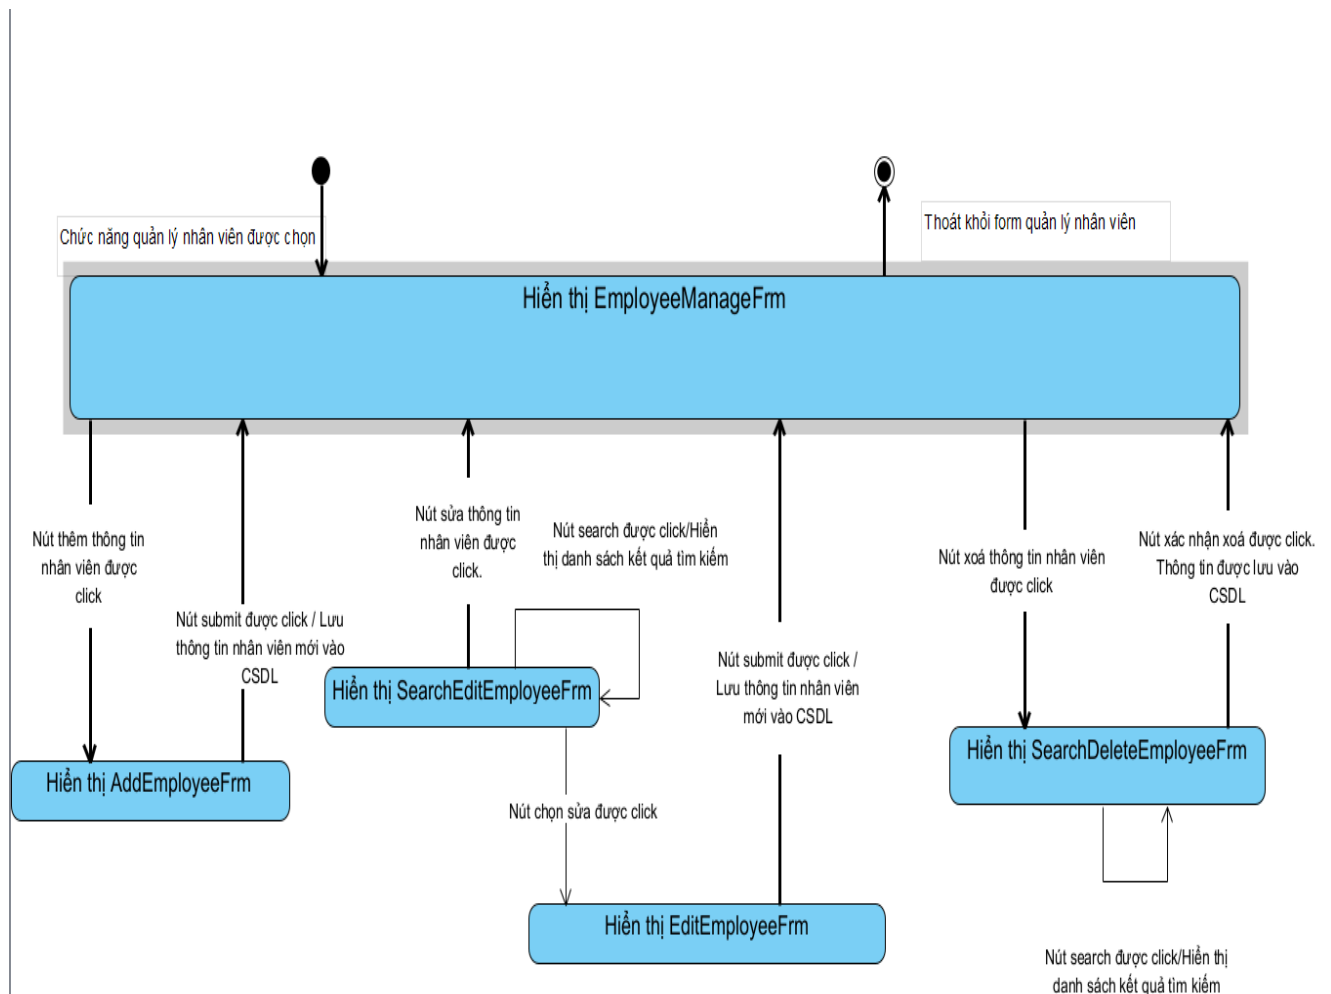 Chức năng quản lý nhân viên được chọn
Thoát khỏi form quản lý nhân viên
Hiển thị EmployeeManageFrm
Nút thêm thông tin
nhân viên được
click
Nút submit được click / Lưu
thông tin nhân viên mới vào
CSDL
Nút sửa thông tin
nhân viên được
click.
Nút search được click/Hiển
thị danh sách kết quả tìm kiếm
Nút submit được click /
Lưu thông tin nhân viên
mới vào CSDL
Nút xoá thông tin nhân viên
được click
Nút xác nhận xoá được click.
Thông tin được lưu vào
CSDL
Hiển thị SearchEditEmployeeFrm
Hiển thị SearchDeleteEmployeeFrm
Hiển thị AddEmployeeFrm
Nút chọn sửa được click
Hiển thị EditEmployeeFrm
Nút search được click/Hiển thị
danh sách kết quả tìm kiếm